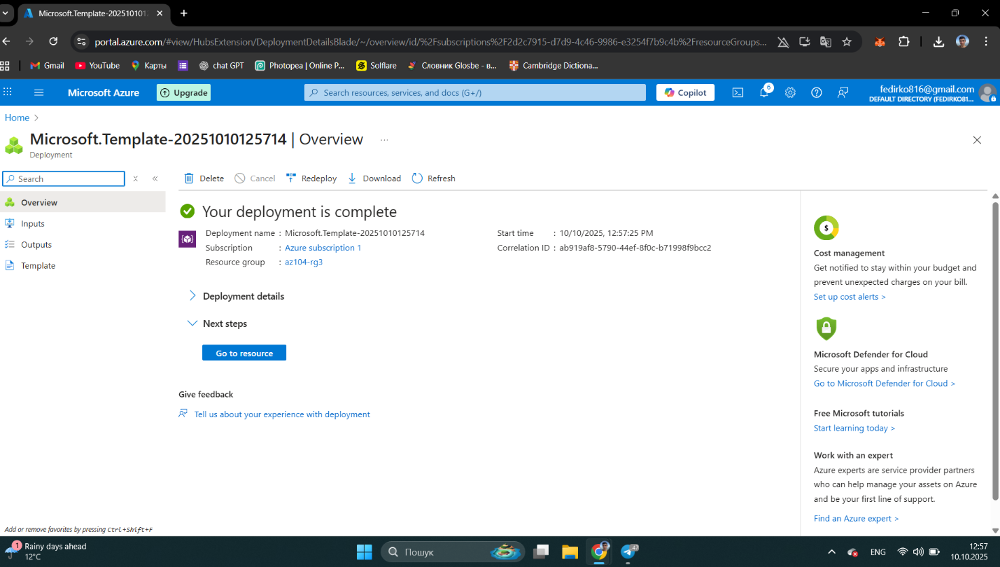 Microsoft.Template-202510101
portal.azure.com/#view/HubsExtension/DeploymentDetailsBlade/~/overview/id/%2Fsubscriptions%2F2d2c7915-d7d9-4c46-9986-e3254f7b9c4b%2FresourceGroups...
Gmail YouTube Карты chat GPT Photopea | Online P... Solflare Словник Glosbe - в... Cambridge Dictiona...
Microsoft Azure Upgrade Search resources, services, and docs (G+/) Copilot 6 fedirko816@gmail.com
DEFAULT DIRECTORY (FEDIRKO81...
Home >
Microsoft.Template-20251010125714 | Overview ...
Deployment
Search
Delete Cancel Redeploy Download Refresh
Overview
Inputs
Outputs
Template
Your deployment is complete
Deployment name : Microsoft.Template-20251010125714
Subscription : Azure subscription 1
Resource group : az104-rg3
Start time : 10/10/2025, 12:57:25 PM
Correlation ID : ab919af8-5790-44ef-8f0c-b71998f9bcc2
Deployment details
Next steps
Go to resource
Give feedback
Tell us about your experience with deployment
$
Cost management
Get notified to stay within your budget and
prevent unexpected charges on your bill.
Set up cost alerts >
Microsoft Defender for Cloud
Secure your apps and infrastructure
Go to Microsoft Defender for Cloud >
Free Microsoft tutorials
Start learning today >
Work with an expert
Azure experts are service provider partners
who can help manage your assets on Azure
and be your first line of support.
Find an Azure expert >
Add or remove favorites by pressing Ctrl+Shift+F
1 Rainy days ahead
12°C
Пошук
47
ENG
12:57
10.10.2025